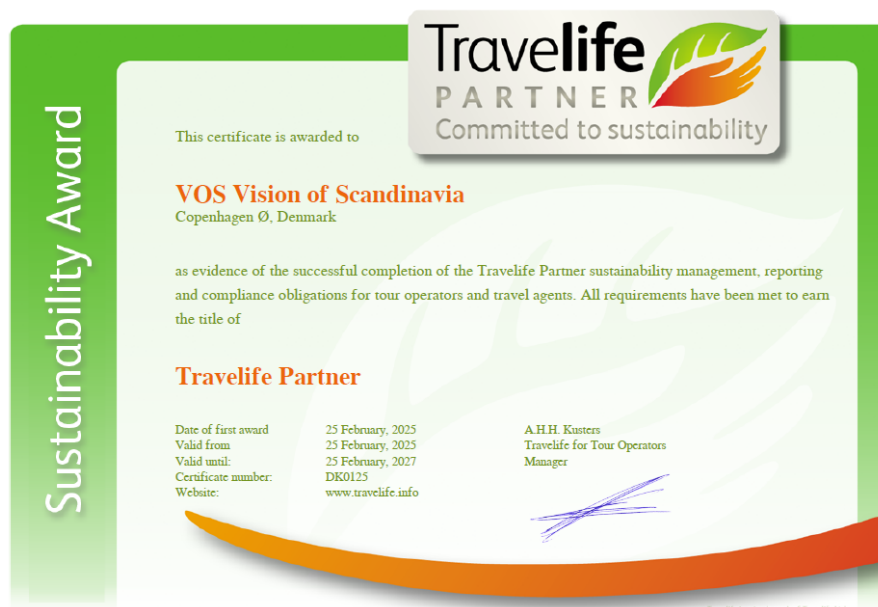 Travelife
PARTNER
Committed to sustainability
Sustainability Award
This certificate is awarded to
VOS Vision of Scandinavia
Copenhagen Ø, Denmark
as evidence of the successful completion of the Travelife Partner sustainability management, reporting
and compliance obligations for tour operators and travel agents. All requirements have been met to earn
the title of
Travelife Partner
Date of first award 25 February, 2025
Valid from 25 February, 2025
Valid until: 25 February, 2027
Certificate number: DK0125
Website: www.travelife.info
A.H.H. Kusters
Travelife for Tour Operators
Manager